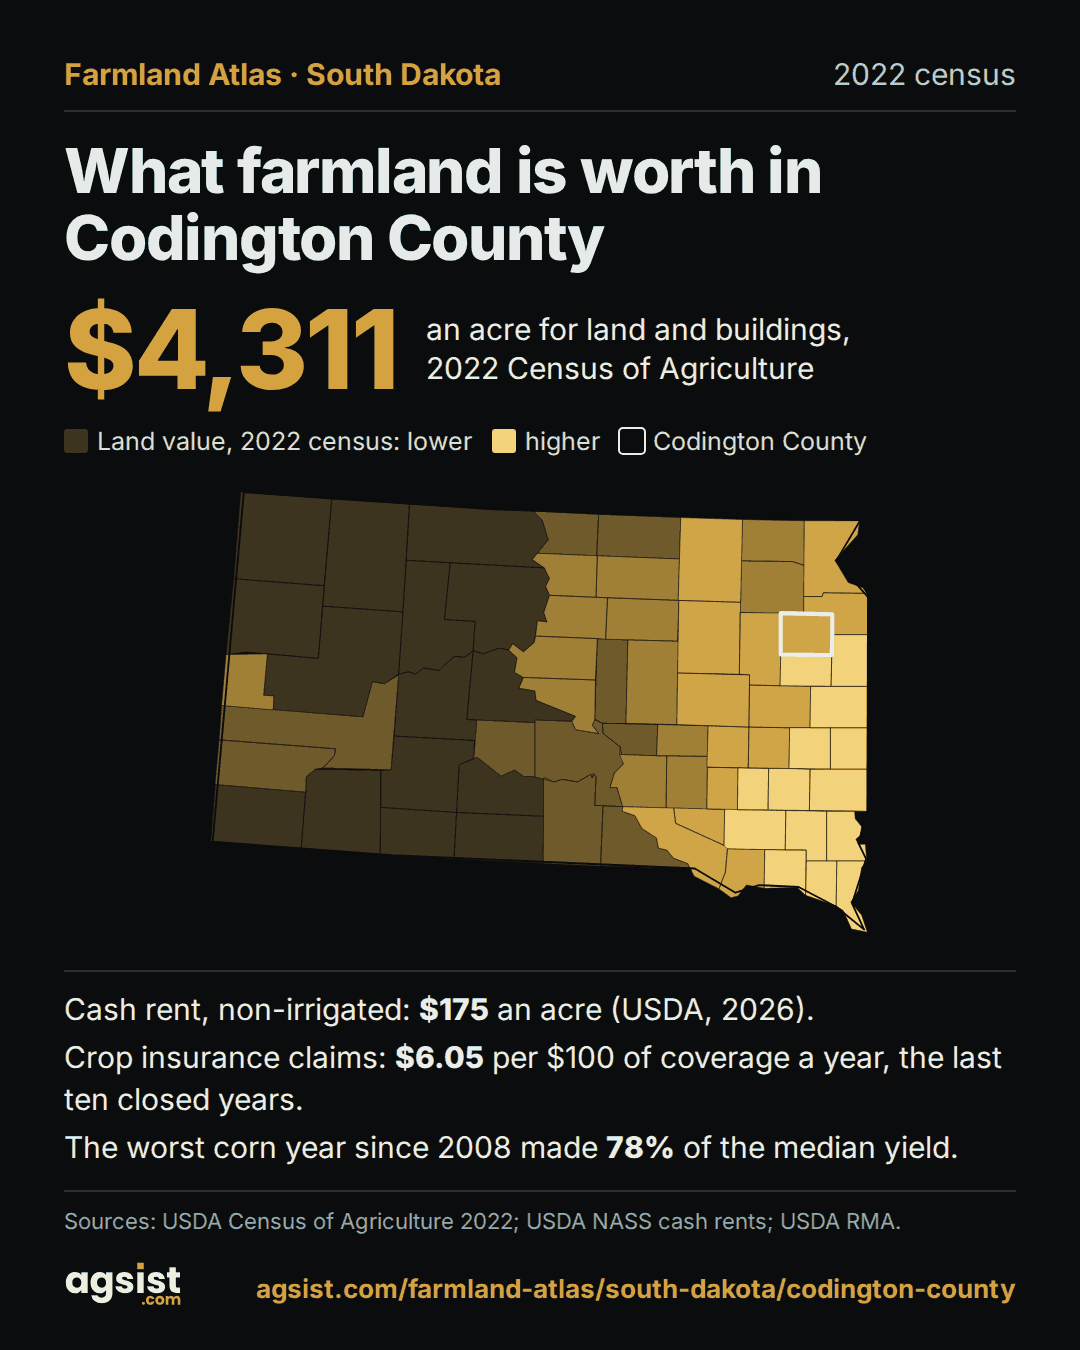 Farmland Atlas · South Dakota
2022 census
What farmland is worth in
Codington County
$4,311
an acre for land and buildings,
2022 Census of Agriculture
Land value, 2022 census: lower
higher
Codington County
Cash rent, non-irrigated: $175 an acre (USDA, 2026).
Crop insurance claims: $6.05 per $100 of coverage a year, the last
ten closed years.
The worst corn year since 2008 made 78% of the median yield.
Sources: USDA Census of Agriculture 2022; USDA NASS cash rents; USDA RMA.
agsist
.com
agsist.com/farmland-atlas/south-dakota/codington-county